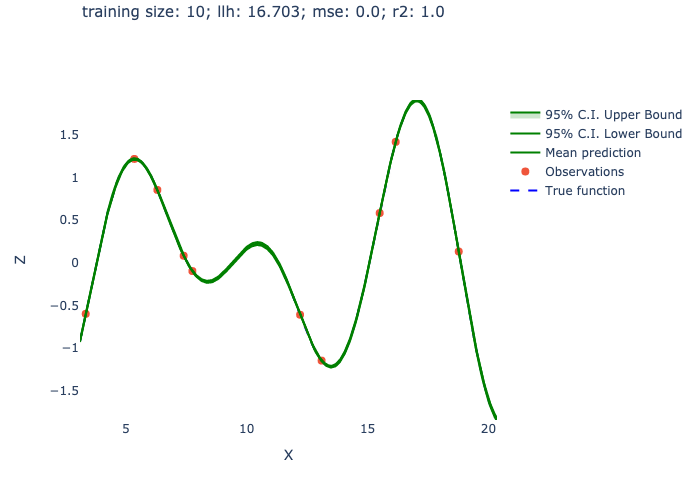 training size: 10; llh: 16.703; mse: 0.0; r2: 1.0
95% C.I. Upper Bound
95% C.I. Lower Bound
Mean prediction
Observations
True function
1.5
1
0.5
0
−0.5
−1
−1.5
Z
5 10 15 20
X